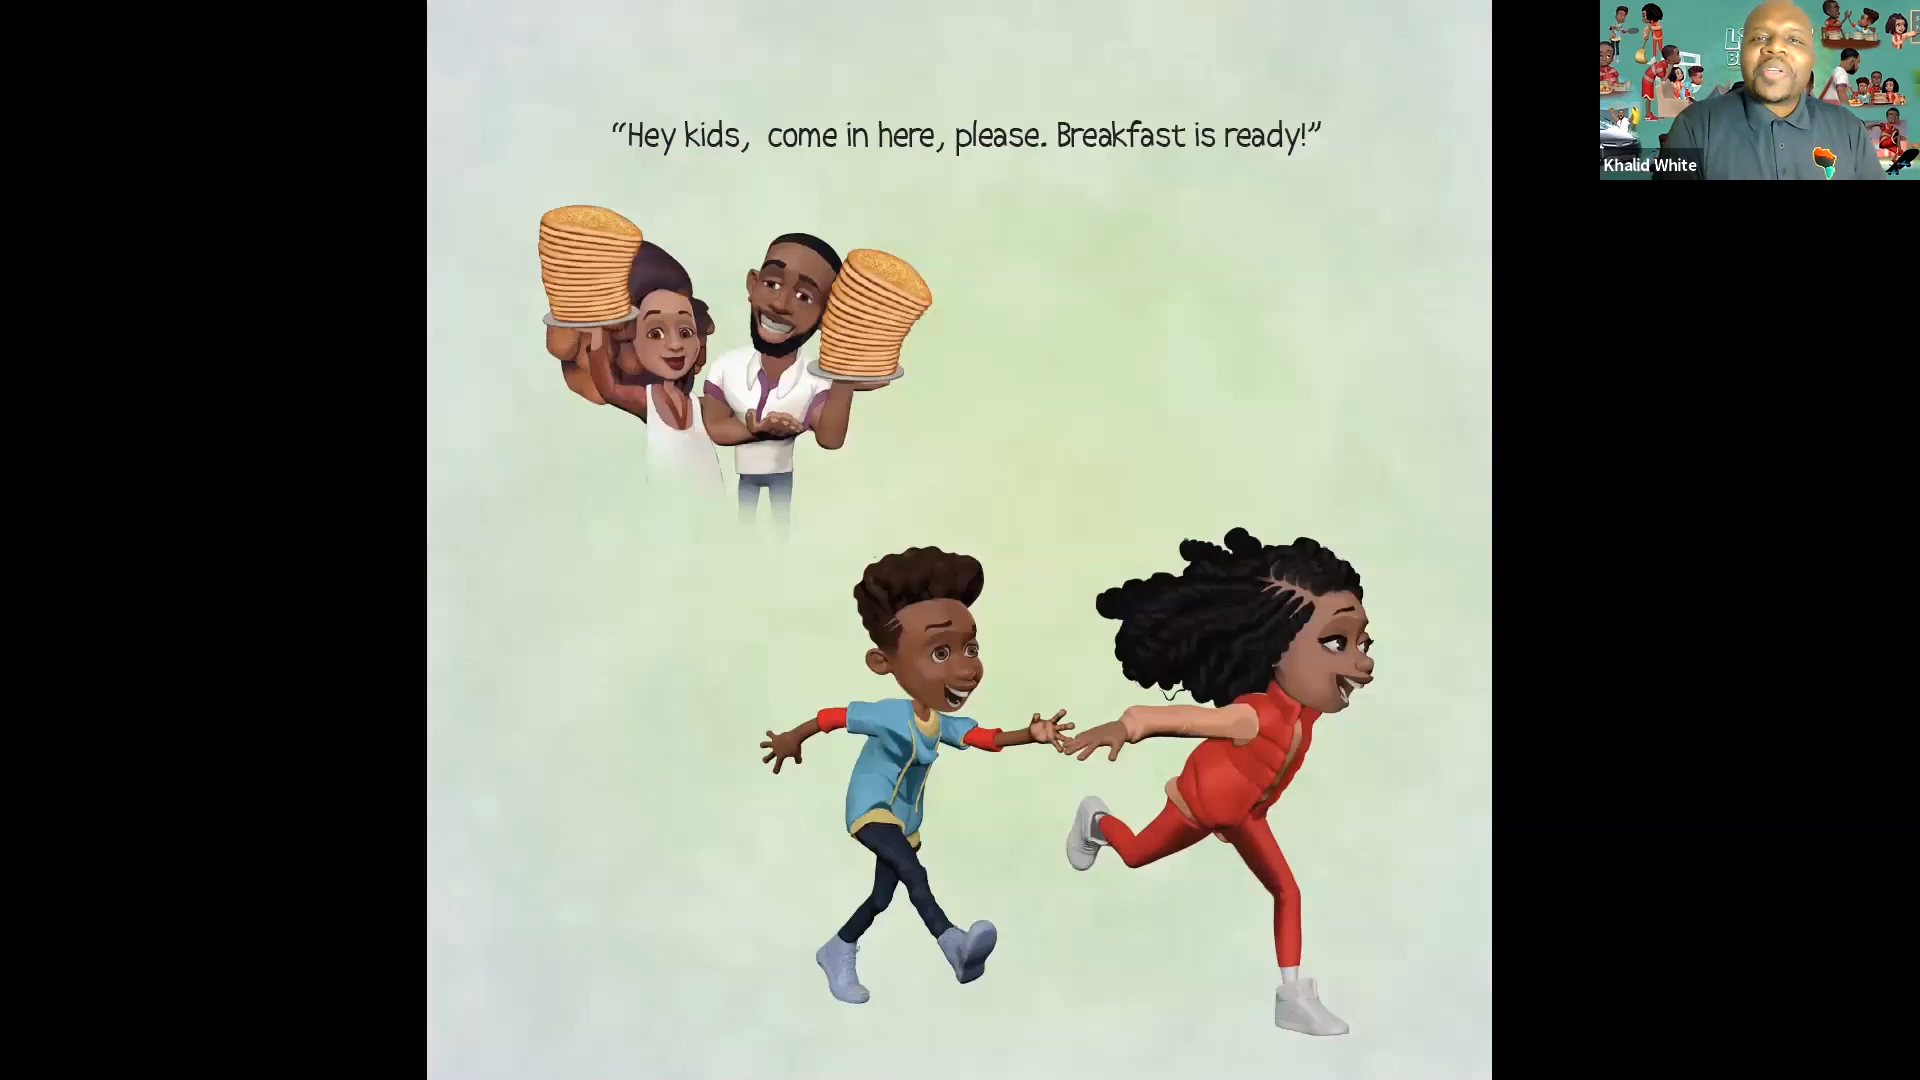 “Hey kids, come in here, please. Breakfast is ready!”
Khalid White